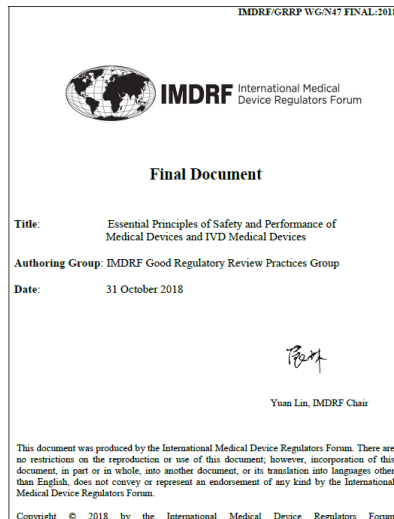 IMDRF/GRRP WG/N47 FINAL:2018
IMDRF International Medical
Device Regulators Forum
Final Document
Title: Essential Principles of Safety and Performance of
Medical Devices and IVD Medical Devices
Authoring Group: IMDRF Good Regulatory Review Practices Group
Date: 31 October 2018
Yuan Lin, IMDRF Chair
This document was produced by the International Medical Device Regulators Forum. There are
no restrictions on the reproduction or use of this document; however, incorporation of this
document, in part or in whole, into another document, or its translation into languages other
than English, does not convey or represent an endorsement of any kind by the International
Medical Device Regulators Forum.
Copyright © 2018 by the International Medical Device Regulators Forum